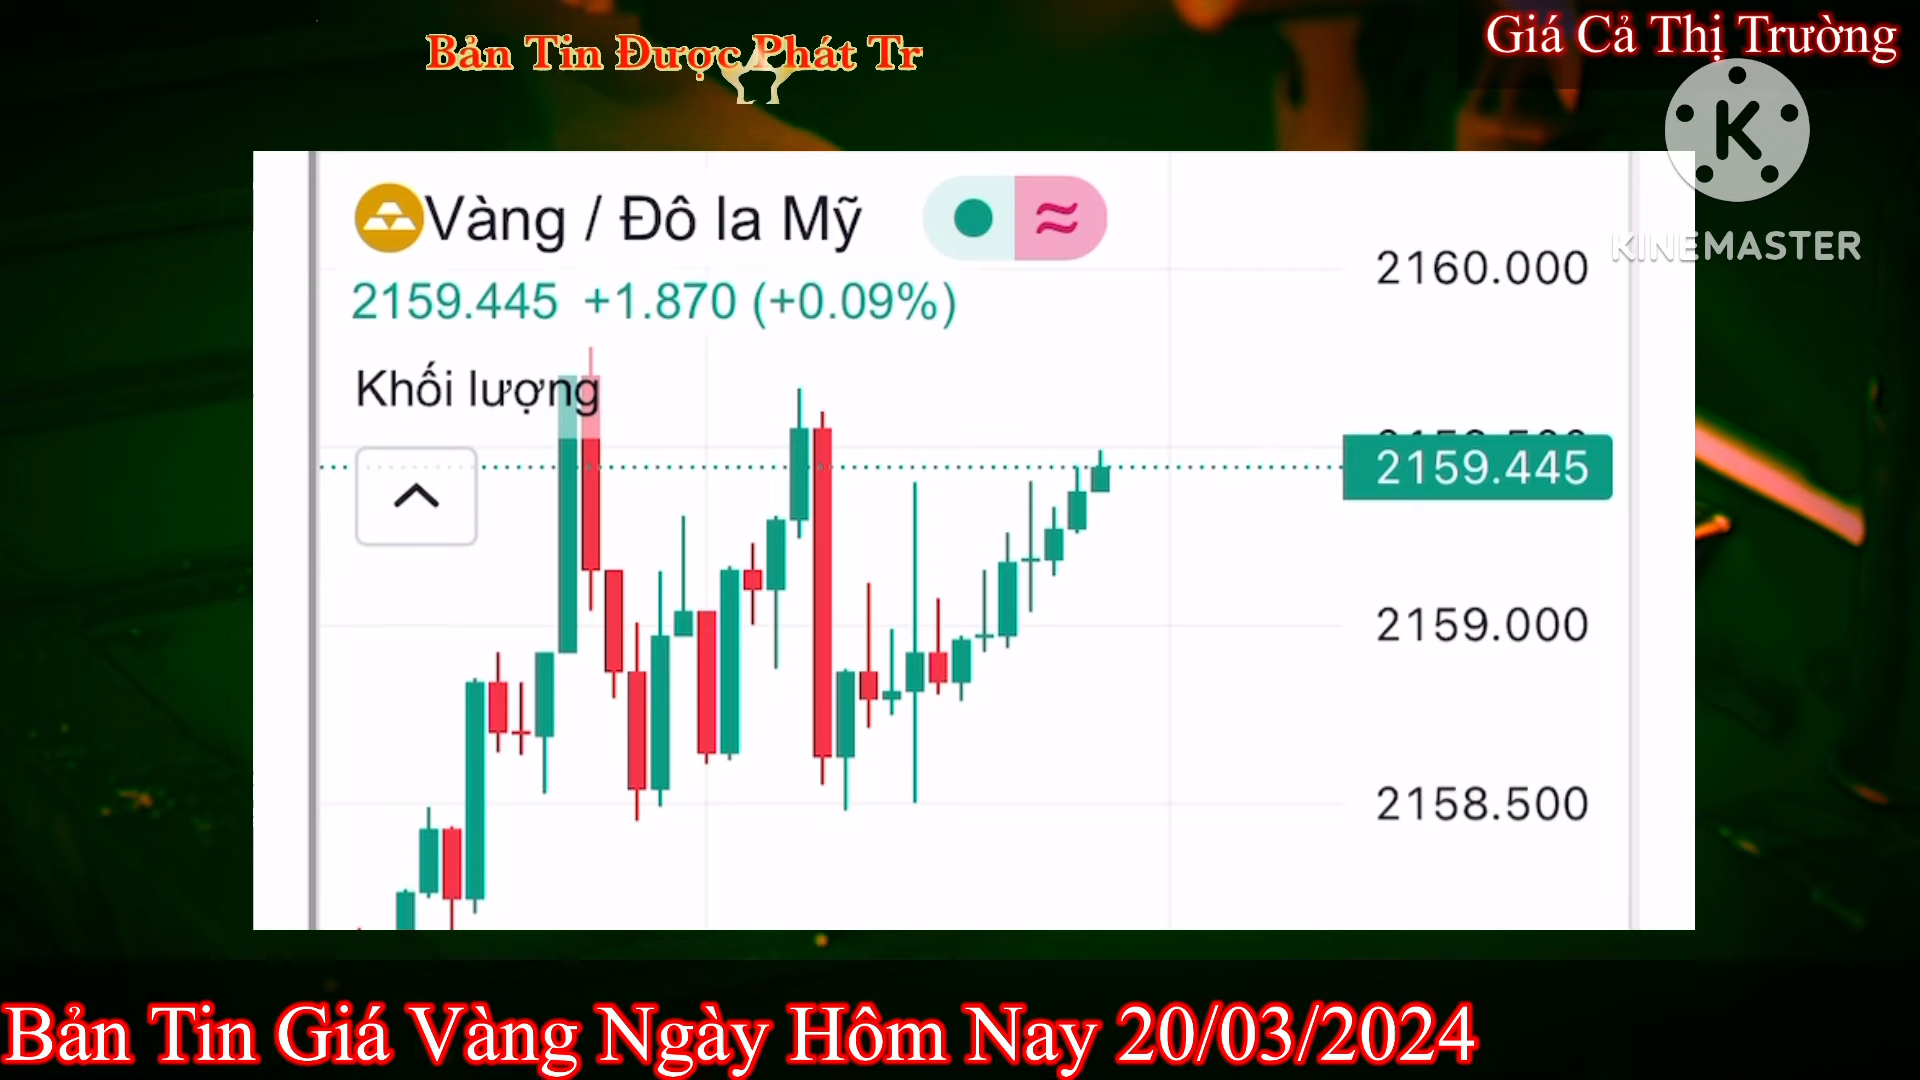 Giá Cả Thị Trường
Bản Tin Được Phát Tr
K
KINEMASTER
Vàng / Đô la Mỹ
2159.445 +1.870 (+0.09%)
Khối lượng
2160.000
2159.445
2159.000
2158.500
Bản Tin Giá Vàng Ngày Hôm Nay 20/03/2024